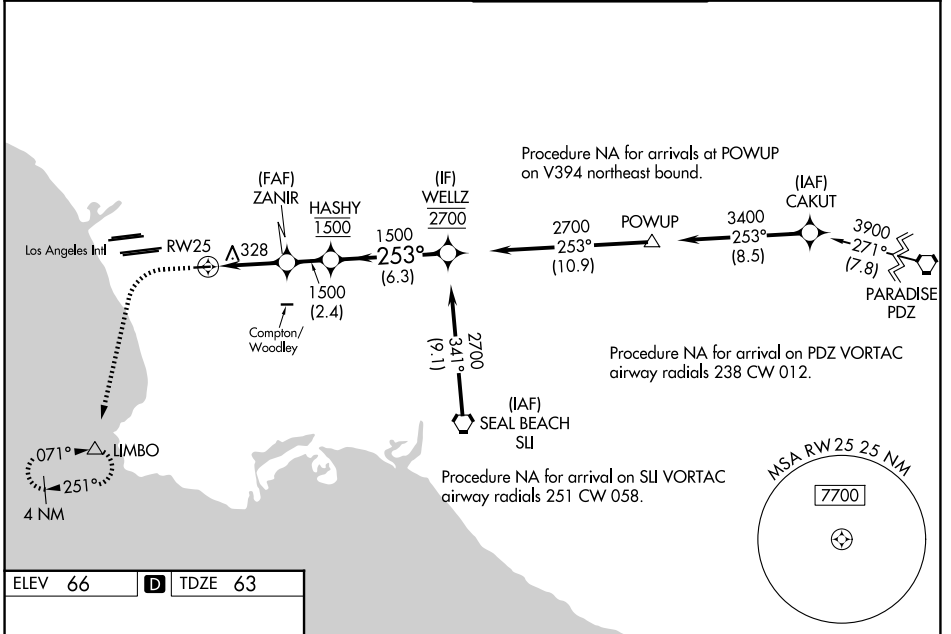 Procedure NA for arrivals at POWUP
on V394 northeast bound.
(IAF)
CAKUT
(FAF)
ZANIR
HASHY
1500
(IF)
WELLZ
2700
Los Angeles Intl
RW25
328
1500
253°
(6.3)
2700
253°
(10.9)
POWUP
3400
253°
(8.5)
3900
271°
(7.8)
PARADISE
PDZ
1500
(2.4)
Compton/
Woodley
2700
341°
(9.1)
Procedure NA for arrival on PDZ VORTAC
airway radials 238 CW 012.
(IAF)
SEAL BEACH
SLI
071°
LIMBO
251°
4 NM
Procedure NA for arrival on SLI VORTAC
airway radials 251 CW 058.
MSA RW 25 25 NM
7700
ELEV 66
D
TDZE 63